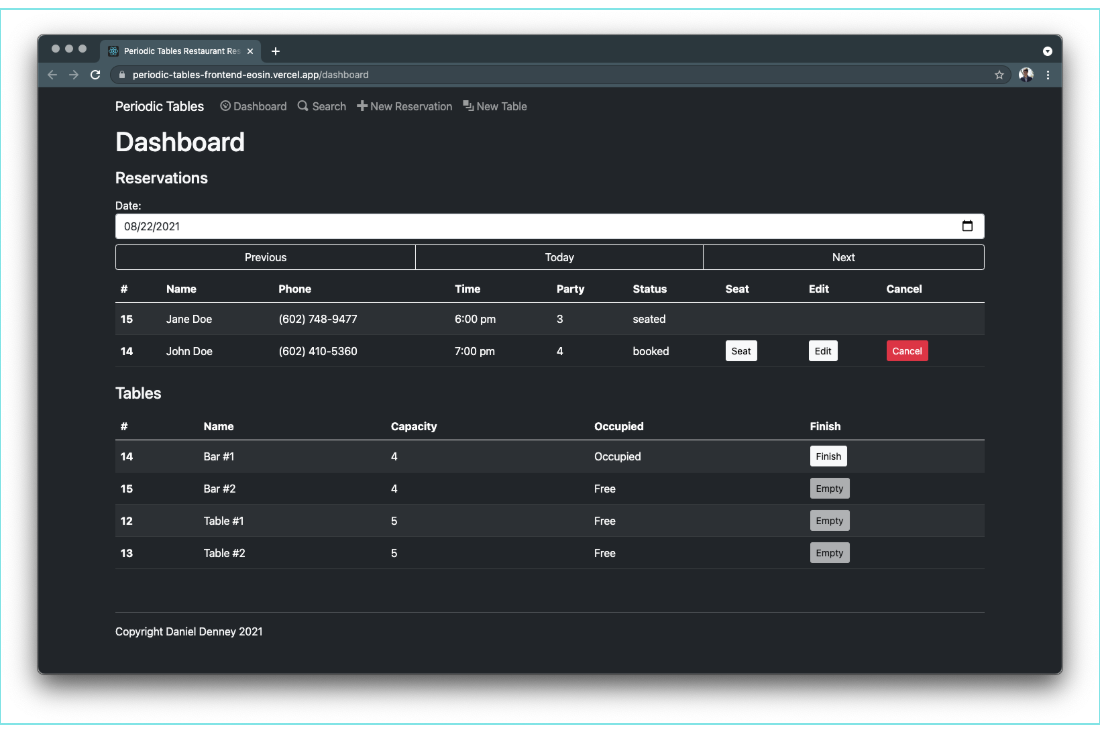 Periodic Tables Restaurant Res
periodic-tables-frontend-eosin.vercel.app/dashboard
Periodic Tables Dashboard Search New Reservation New Table
Dashboard
Reservations
Date:
08/22/2021
Previous Today Next
# Name Phone Time Party Status Seat Edit Cancel
15 Jane Doe (602) 748-9477 6:00 pm 3 seated
14 John Doe (602) 410-5360 7:00 pm 4 booked Seat Edit Cancel
Tables
# Name Capacity Occupied Finish
14 Bar #1 4 Occupied Finish
15 Bar #2 4 Free Empty
12 Table #1 5 Free Empty
13 Table #2 5 Free Empty
Copyright Daniel Denney 2021